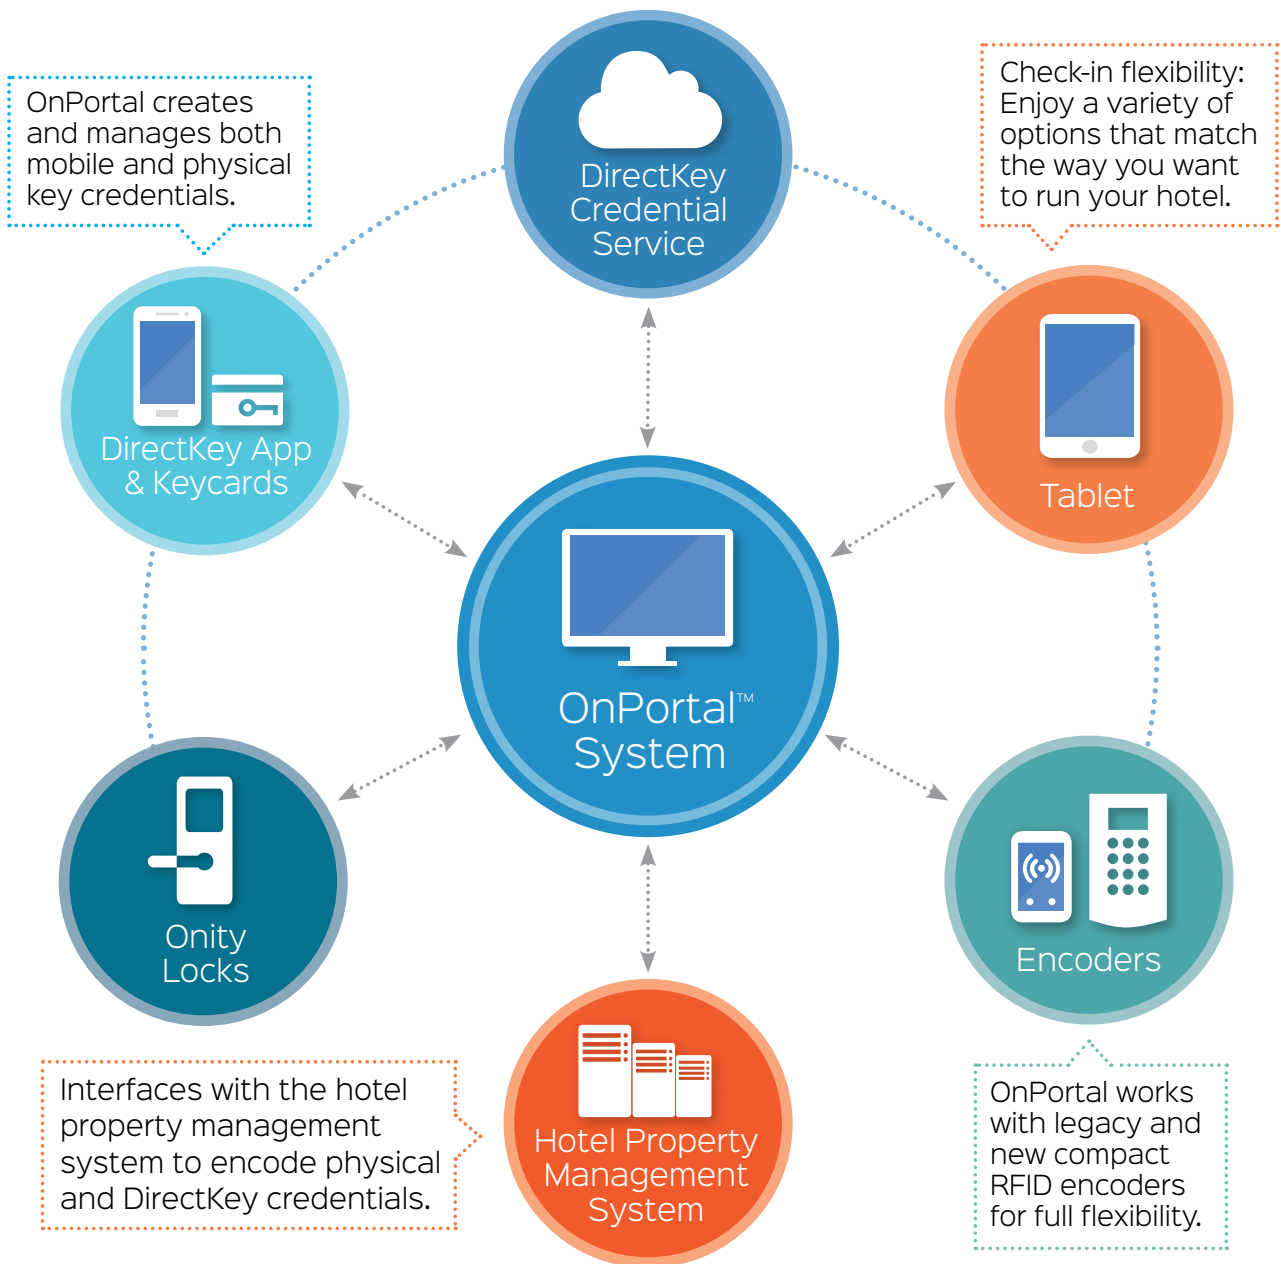 OnPortal creates
and manages both
mobile and physical
key credentials.
DirectKey
Credential
Service
Check-in flexibility:
Enjoy a variety of
options that match
the way you want
to run your hotel.
DirectKey App
& Keycards
Tablet
OnPortal™
System
Onity
Locks
Encoders
Interfaces with the hotel
property management
system to encode physical
and DirectKey credentials.
Hotel Property
Management
System
OnPortal works
with legacy and
new compact
RFID encoders
for full flexibility.